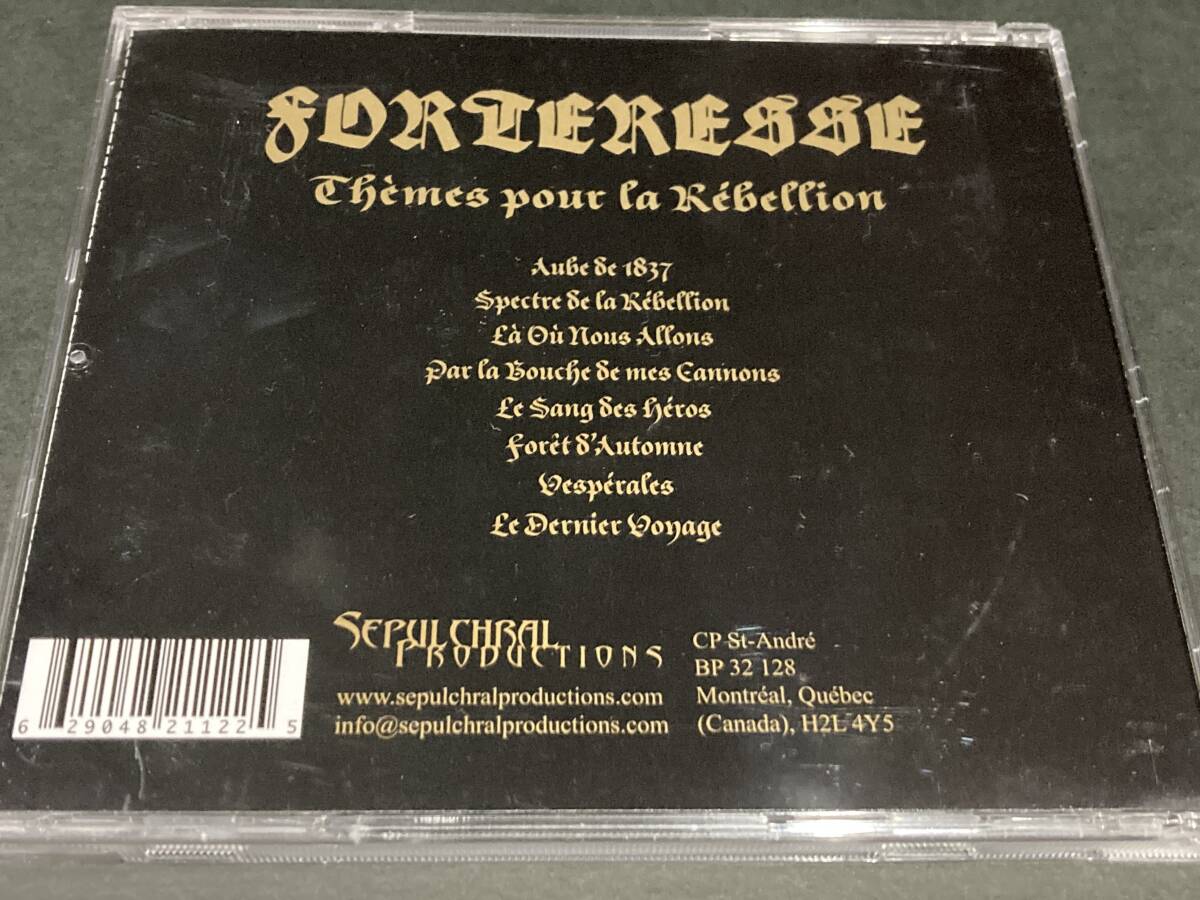 FORTERESSE
Thèmes pour la Rébellion
Aube de 1837
Spectre de la Rébellion
Là Où Nous Allons
Par la Bouche de mes Cannons
Le Sang des Héros
Forêt d'Automne
Vespérales
Le Dernier Voyage
SEPULCHRAL
PRODUCTIONS
www.sepulchralproductions.com
info@sepulchralproductions.com
CP St-André
BP 32 128
Montréal, Québec
(Canada), H2L 4Y5
6 29048 21122 5